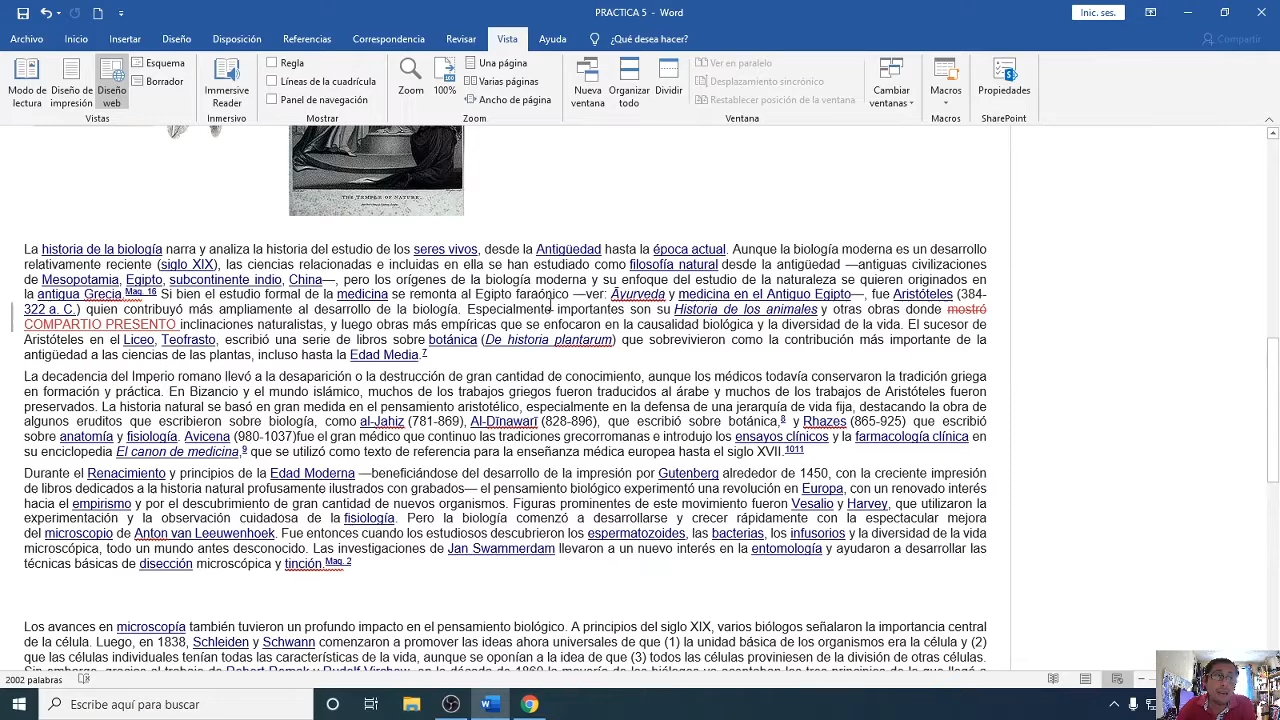 PRACTICA 5 - Word
Inic. ses.
Archivo Inicio Insertar Diseño Disposición Referencias Correspondencia Revisar Vista Ayuda ¿Qué desea hacer? Compartir
Modo de lectura
Diseño de impresión
Diseño web
Esquema
Borrador
Vistas
Immersive Reader
Inmersivo
Regla
Líneas de la cuadrícula
Panel de navegación
Mostrar
Zoom
100%
Una página
Varias páginas
Ancho de página
Zoom
Nueva ventana
Organizar todo
Dividir
Ver en paralelo
Desplazamiento sincrónico
Restablecer posición de la ventana
Cambiar ventanas
Ventana
Macros
Macros
Propiedades
SharePoint
THE TEMPLE OF NATURE.
La historia de la biología narra y analiza la historia del estudio de los seres vivos, desde la Antigüedad hasta la época actual. Aunque la biología moderna es un desarrollo
relativamente reciente (siglo XIX), las ciencias relacionadas e incluidas en ella se han estudiado como filosofía natural desde la antigüedad —antiguas civilizaciones
de Mesopotamia, Egipto, subcontinente indio, China—, pero los orígenes de la biología moderna y su enfoque del estudio de la naturaleza se quieren originados en
la antigua Grecia.Mag. 16 Si bien el estudio formal de la medicina se remonta al Egipto faraónico —ver: Āyurveda y medicina en el Antiguo Egipto—, fue Aristóteles (384-
322 a. C.) quien contribuyó más ampliamente al desarrollo de la biología. Especialmente importantes son su Historia de los animales y otras obras donde mostró
COMPARTIO PRESENTO inclinaciones naturalistas, y luego obras más empíricas que se enfocaron en la causalidad biológica y la diversidad de la vida. El sucesor de
Aristóteles en el Liceo, Teofrasto, escribió una serie de libros sobre botánica (De historia plantarum) que sobrevivieron como la contribución más importante de la
antigüedad a las ciencias de las plantas, incluso hasta la Edad Media.7
La decadencia del Imperio romano llevó a la desaparición o la destrucción de gran cantidad de conocimiento, aunque los médicos todavía conservaron la tradición griega
en formación y práctica. En Bizancio y el mundo islámico, muchos de los trabajos griegos fueron traducidos al árabe y muchos de los trabajos de Aristóteles fueron
preservados. La historia natural se basó en gran medida en el pensamiento aristotélico, especialmente en la defensa de una jerarquía de vida fija, destacando la obra de
algunos eruditos que escribieron sobre biología, como al-Jahiz (781-869), Al-Dīnawarī (828-896), que escribió sobre botánica,8 y Rhazes (865-925) que escribió
sobre anatomía y fisiología. Avicena (980-1037)fue el gran médico que continuo las tradiciones grecorromanas e introdujo los ensayos clínicos y la farmacología clínica en
su enciclopedia El canon de medicina,9 que se utilizó como texto de referencia para la enseñanza médica europea hasta el siglo XVII.1011
Durante el Renacimiento y principios de la Edad Moderna —beneficiándose del desarrollo de la impresión por Gutenberg alrededor de 1450, con la creciente impresión
de libros dedicados a la historia natural profusamente ilustrados con grabados— el pensamiento biológico experimentó una revolución en Europa, con un renovado interés
hacia el empirismo y por el descubrimiento de gran cantidad de nuevos organismos. Figuras prominentes de este movimiento fueron Vesalio y Harvey, que utilizaron la
experimentación y la observación cuidadosa de la fisiología. Pero la biología comenzó a desarrollarse y crecer rápidamente con la espectacular mejora
del microscopio de Anton van Leeuwenhoek. Fue entonces cuando los estudiosos descubrieron los espermatozoides, las bacterias, los infusorios y la diversidad de la vida
microscópica, todo un mundo antes desconocido. Las investigaciones de Jan Swammerdam llevaron a un nuevo interés en la entomología y ayudaron a desarrollar las
técnicas básicas de disección microscópica y tinción.Mag. 2
Los avances en microscopía también tuvieron un profundo impacto en el pensamiento biológico. A principios del siglo XIX, varios biólogos señalaron la importancia central
de la célula. Luego, en 1838, Schleiden y Schwann comenzaron a promover las ideas ahora universales de que (1) la unidad básica de los organismos era la célula y (2)
que las células individuales tenían todas las características de la vida, aunque se oponían a la idea de que (3) todos las células proviniesen de la división de otras células.
2002 palabras
Escribe aquí para buscar